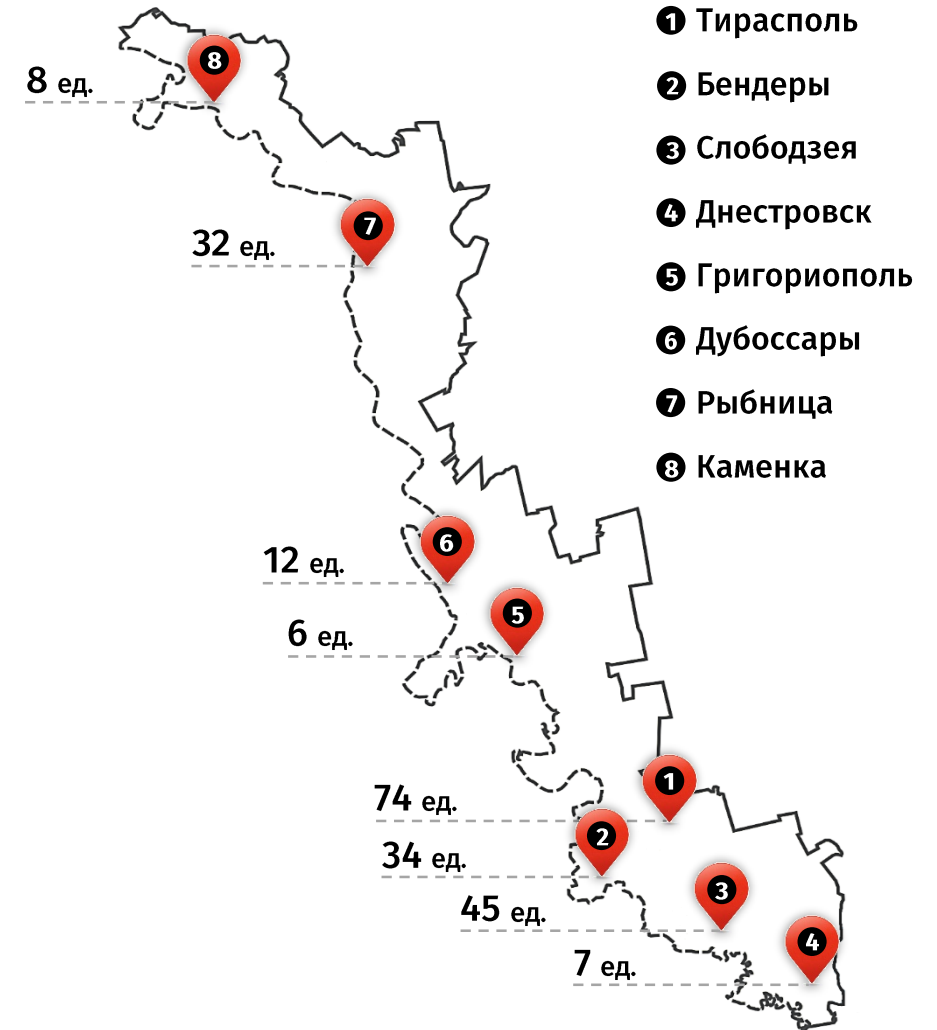 1 Тирасполь
2 Бендеры
3 Слободзея
4 Днестровск
5 Григориополь
6 Дубоссары
7 Рыбница
8 Каменка
8
8 ед.
7
32 ед.
6
12 ед.
5
6 ед.
1
74 ед.
2
34 ед.
3
45 ед.
4
7 ед.